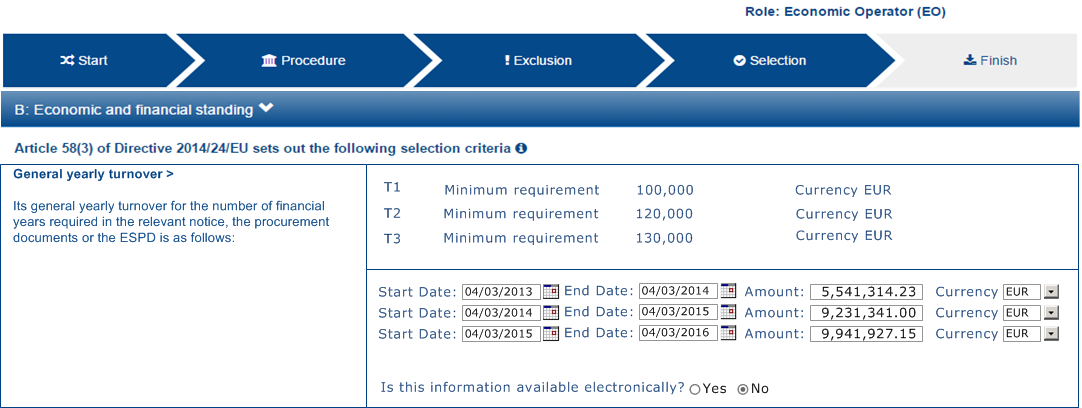 Role: Economic Operator (EO)
Start Procedure Exclusion Selection Finish
B: Economic and financial standing
Article 58(3) of Directive 2014/24/EU sets out the following selection criteria
General yearly turnover >
Its general yearly turnover for the number of financial
years required in the relevant notice, the procurement
documents or the ESPD is as follows:
T1 Minimum requirement 100,000 Currency EUR
T2 Minimum requirement 120,000 Currency EUR
T3 Minimum requirement 130,000 Currency EUR
Start Date: 04/03/2013 End Date: 04/03/2014 Amount: 5,541,314.23 Currency EUR
Start Date: 04/03/2014 End Date: 04/03/2015 Amount: 9,231,341.00 Currency EUR
Start Date: 04/03/2015 End Date: 04/03/2016 Amount: 9,941,927.15 Currency EUR
Is this information available electronically? Yes No